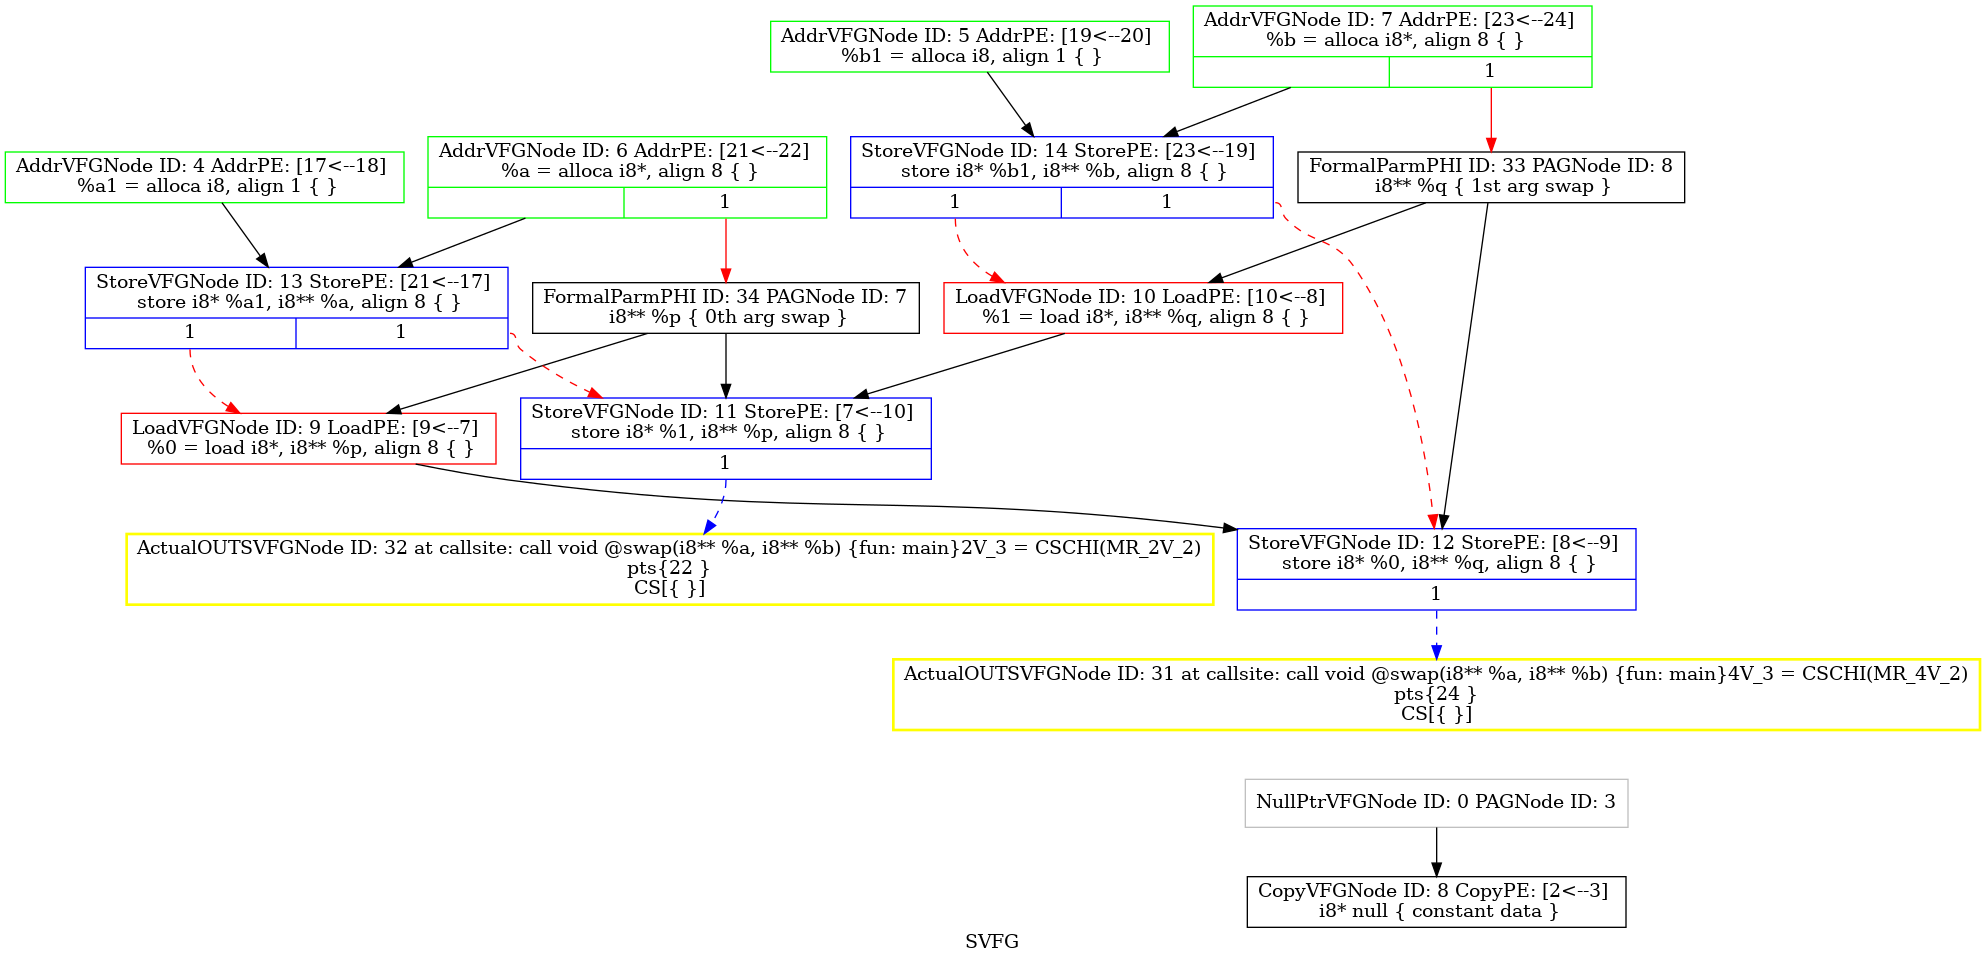 AddrVFGNode ID: 7 AddrPE: [23<--24]
%b = alloca i8*, align 8 { }
1
AddrVFGNode ID: 5 AddrPE: [19<--20]
%b1 = alloca i8, align 1 { }
AddrVFGNode ID: 4 AddrPE: [17<--18]
%a1 = alloca i8, align 1 { }
AddrVFGNode ID: 6 AddrPE: [21<--22]
%a = alloca i8*, align 8 { }
1
StoreVFGNode ID: 14 StorePE: [23<--19]
store i8* %b1, i8** %b, align 8 { }
1
1
FormalParmPHI ID: 33 PAGNode ID: 8
i8** %q { 1st arg swap }
StoreVFGNode ID: 13 StorePE: [21<--17]
store i8* %a1, i8** %a, align 8 { }
1
1
FormalParmPHI ID: 34 PAGNode ID: 7
i8** %p { 0th arg swap }
LoadVFGNode ID: 10 LoadPE: [10<--8]
%1 = load i8*, i8** %q, align 8 { }
LoadVFGNode ID: 9 LoadPE: [9<--7]
%0 = load i8*, i8** %p, align 8 { }
StoreVFGNode ID: 11 StorePE: [7<--10]
store i8* %1, i8** %p, align 8 { }
1
ActualOUTSVFGNode ID: 32 at callsite: call void @swap(i8** %a, i8** %b) {fun: main}2V_3 = CSCHI(MR_2V_2)
pts{22 }
CS[{ }]
StoreVFGNode ID: 12 StorePE: [8<--9]
store i8* %0, i8** %q, align 8 { }
1
ActualOUTSVFGNode ID: 31 at callsite: call void @swap(i8** %a, i8** %b) {fun: main}4V_3 = CSCHI(MR_4V_2)
pts{24 }
CS[{ }]
NullPtrVFGNode ID: 0 PAGNode ID: 3
CopyVFGNode ID: 8 CopyPE: [2<--3]
i8* null { constant data }
SVFG